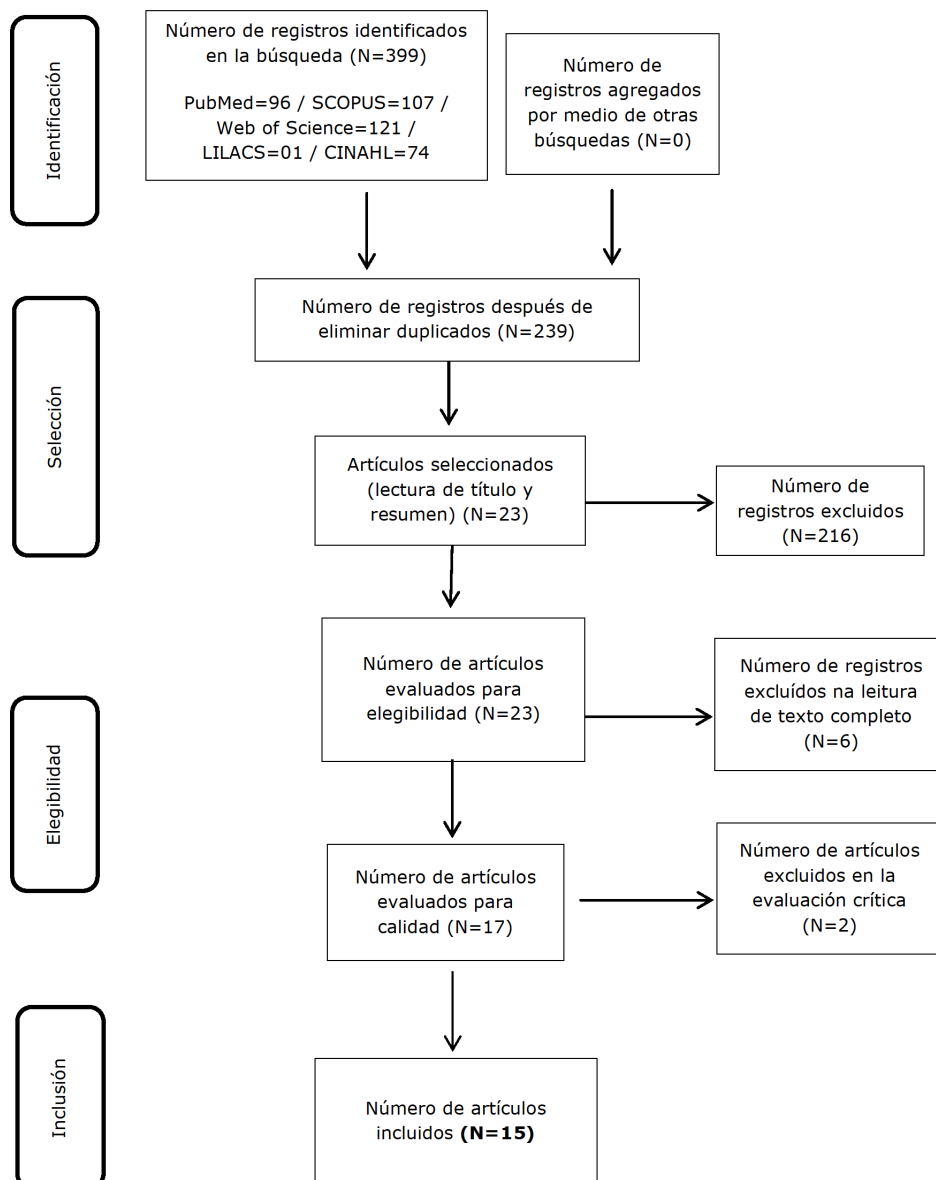 Identificación
Número de registros identificados
en la búsqueda (N=399)
PubMed=96 / SCOPUS=107 /
Web of Science=121 /
LILACS=01 / CINAHL=74
Número de
registros agregados
por medio de otras
búsquedas (N=0)
Selección
Número de registros después de
eliminar duplicados (N=239)
Artículos seleccionados
(lectura de título y
resumen) (N=23)
Número de
registros excluidos
(N=216)
Elegibilidad
Número de artículos
evaluados para
elegibilidad (N=23)
Número de registros
excluídos na leitura
de texto completo
(N=6)
Número de artículos
evaluados para
calidad (N=17)
Número de artículos
excluidos en la
evaluación crítica
(N=2)
Inclusión
Número de artículos
incluidos (N=15)